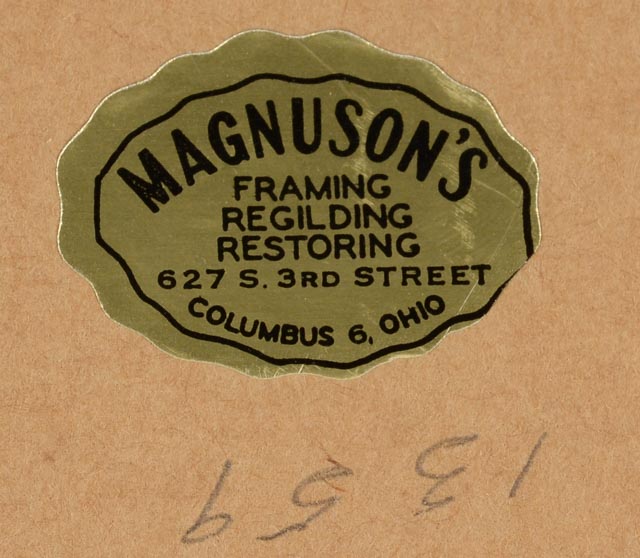 MAGNUSON'S
FRAMING
REGILDING
RESTORING
627 S. 3RD STREET
COLUMBUS 6, OHIO